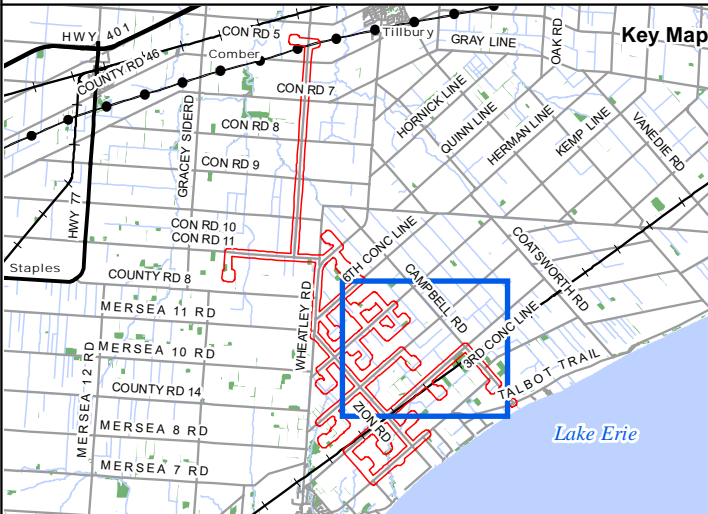 HWY 401
CON RD 5
Tillbury
GRAY LINE
OAK RD
Key Map
Comber
COUNTY RD 46
CON RD 7
HORNICK LINE
QUINN LINE
HERMAN LINE
KEMP LINE
VANEDIE RD
CON RD 8
GRACEY SIDERD
CON RD 9
HWY 77
CON RD 10
CON RD 11
6TH CONC LINE
COATSWORTH RD
Staples
COUNTY RD 8
CAMPBELL RD
WHEATLEY RD
MERSEA 11 RD
3RD CONC LINE
MERSEA 10 RD
MERSEA 12 RD
TALBOT TRAIL
COUNTY RD 14
ZION RD
MERSEA 8 RD
Lake Erie
MERSEA 7 RD